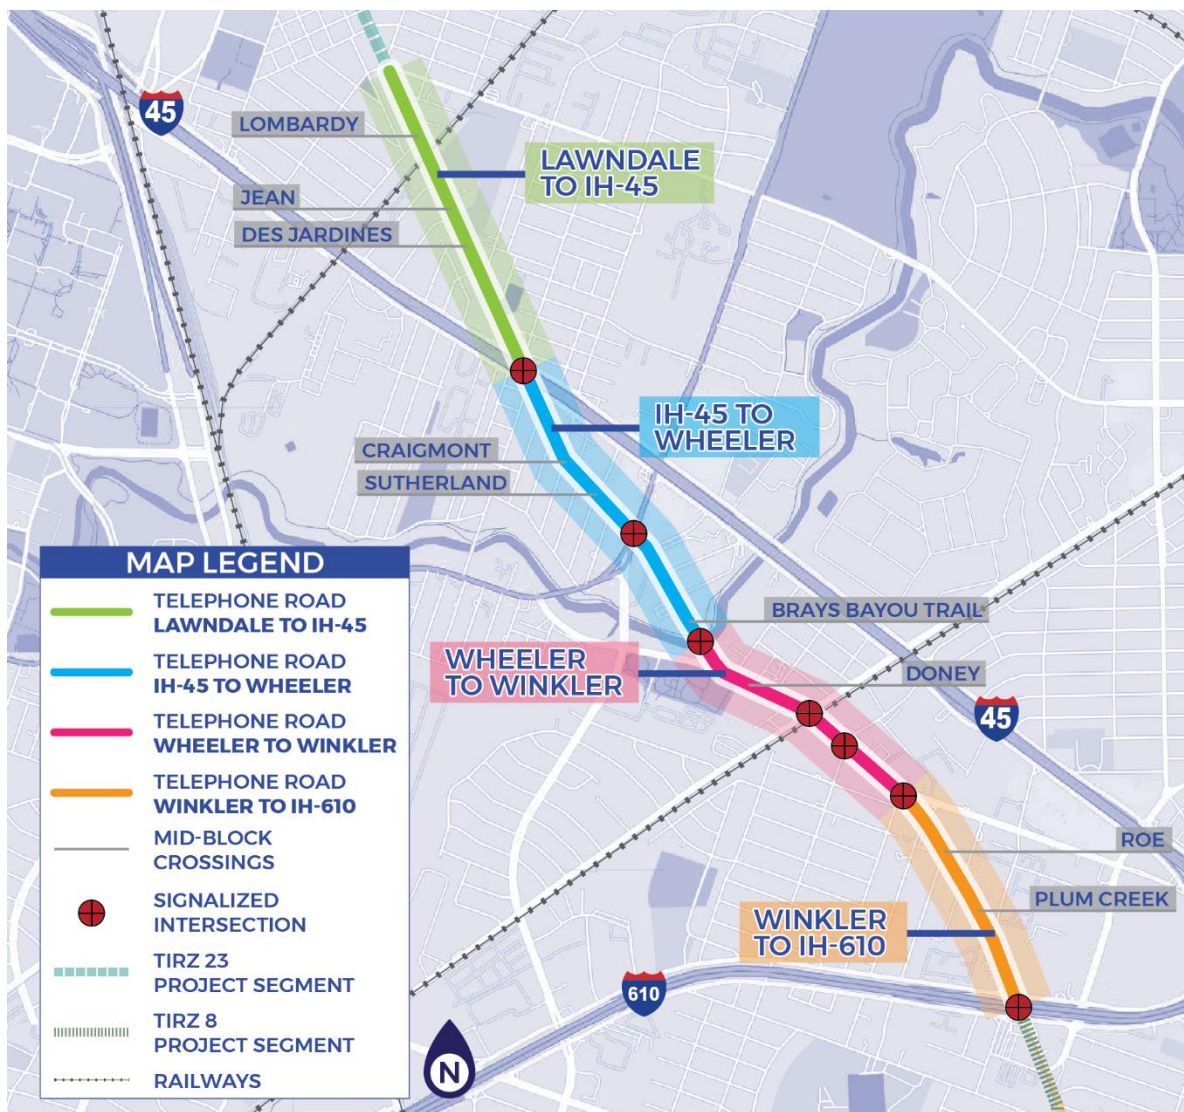 45
LOMBARDY
LAWNDALE
TO IH-45
JEAN
DES JARDINES
IH-45 TO
WHEELER
CRAIGMONT
SUTHERLAND
BRAYS BAYOU TRAIL
WHEELER
TO WINKLER
DONEY
45
ROE
PLUM CREEK
WINKLER
TO IH-610
610
N
MAP LEGEND
TELEPHONE ROAD
LAWNDALE TO IH-45
TELEPHONE ROAD
IH-45 TO WHEELER
TELEPHONE ROAD
WHEELER TO WINKLER
TELEPHONE ROAD
WINKLER TO IH-610
MID-BLOCK
CROSSINGS
SIGNALIZED
INTERSECTION
TIRZ 23
PROJECT SEGMENT
TIRZ 8
PROJECT SEGMENT
RAILWAYS